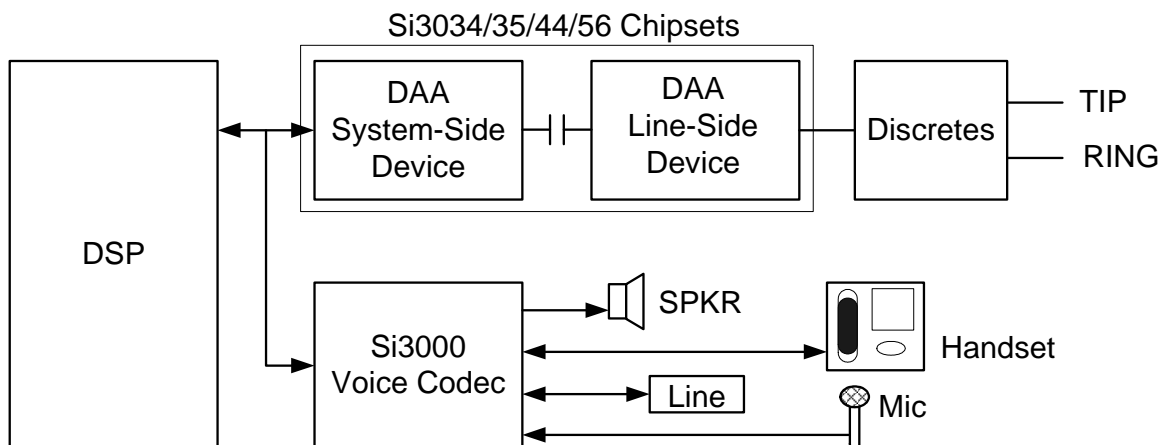 Si3034/35/44/56 Chipsets
DSP
DAA
System-Side
Device
DAA
Line-Side
Device
Discretes
TIP
RING
Si3000
Voice Codec
SPKR
Handset
Line
Mic